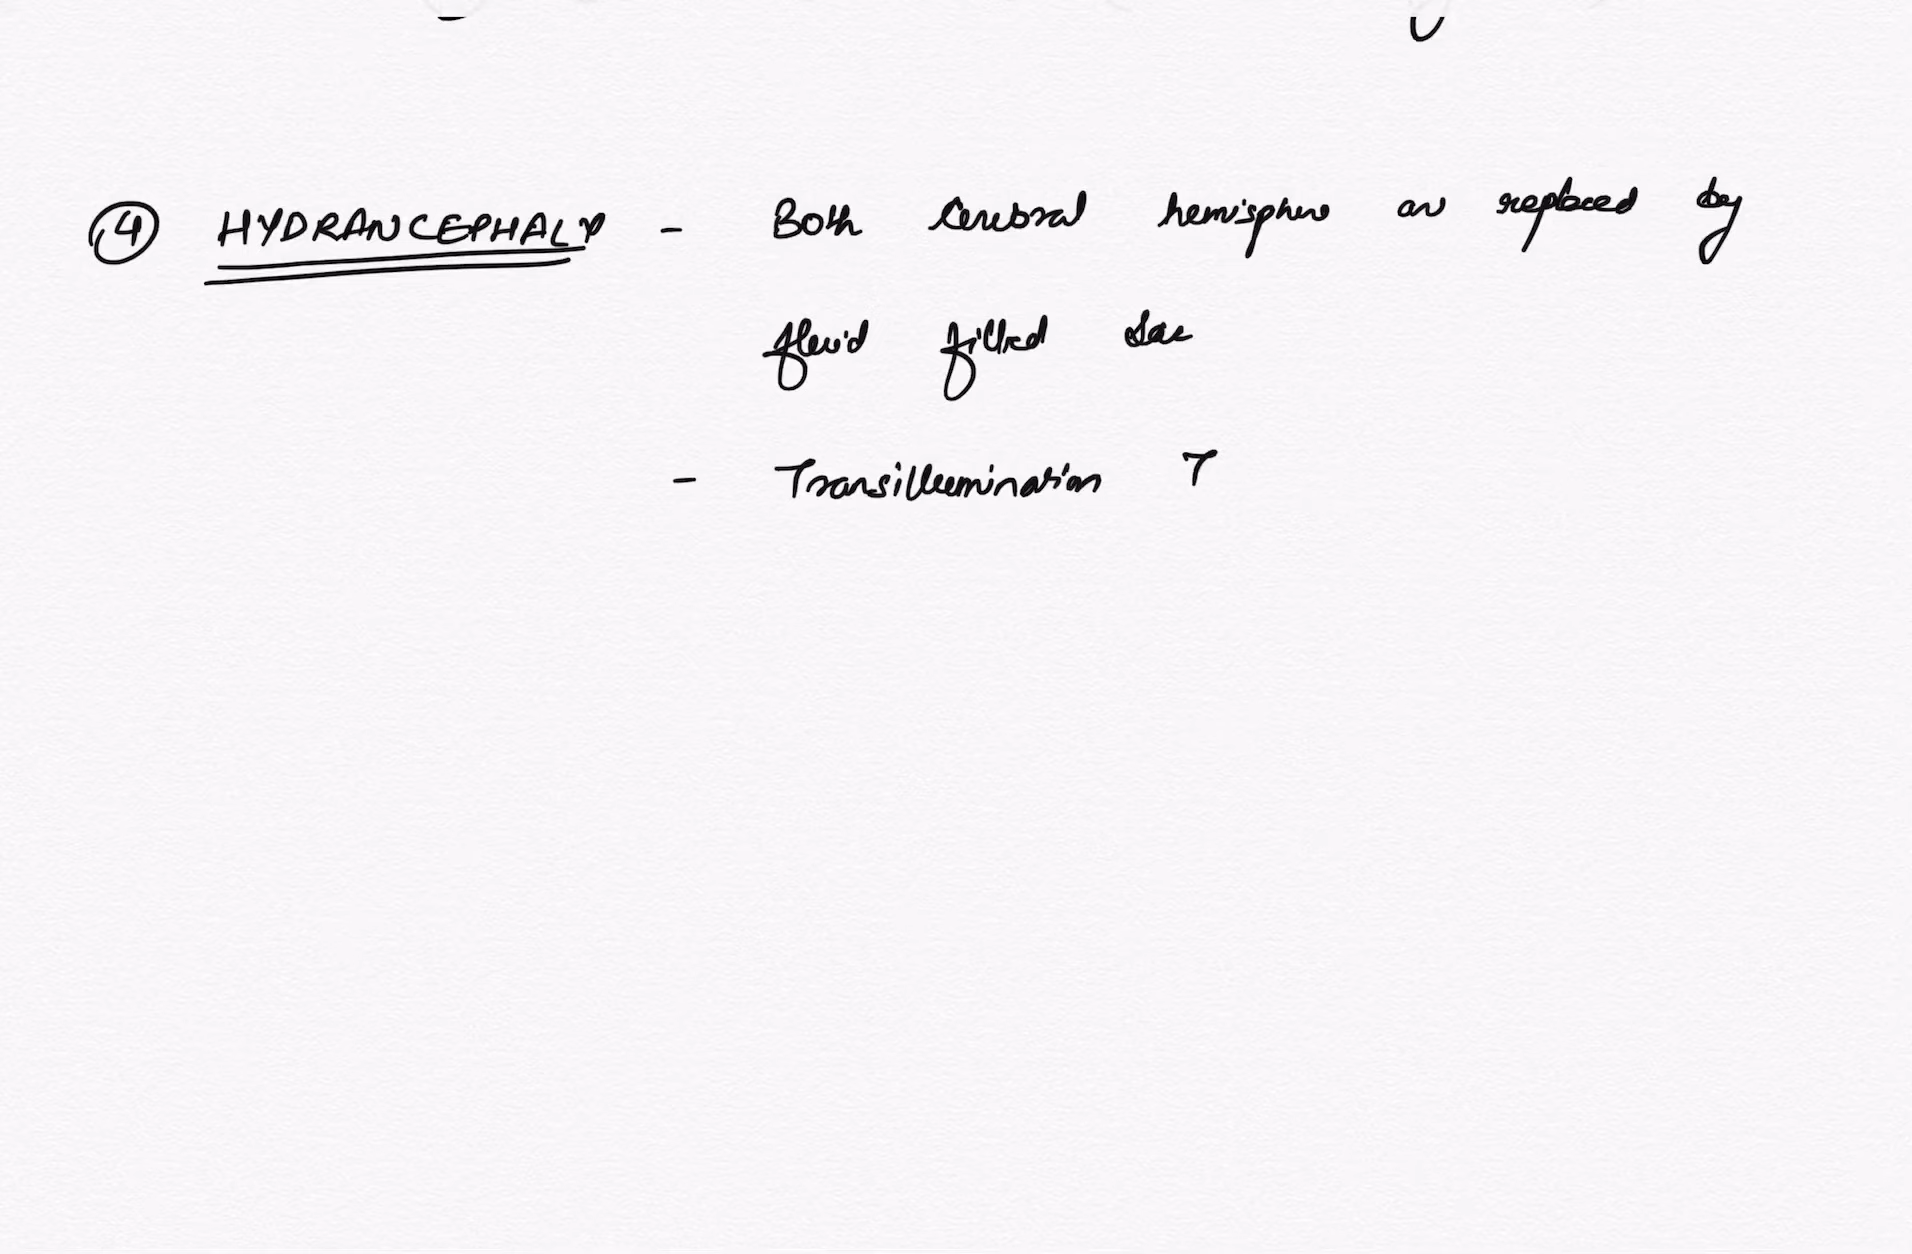 ④ HYDRANCEPHALY - Both Cerebral hemisphere are replaced by
fluid filled Sac
- Transillumination T